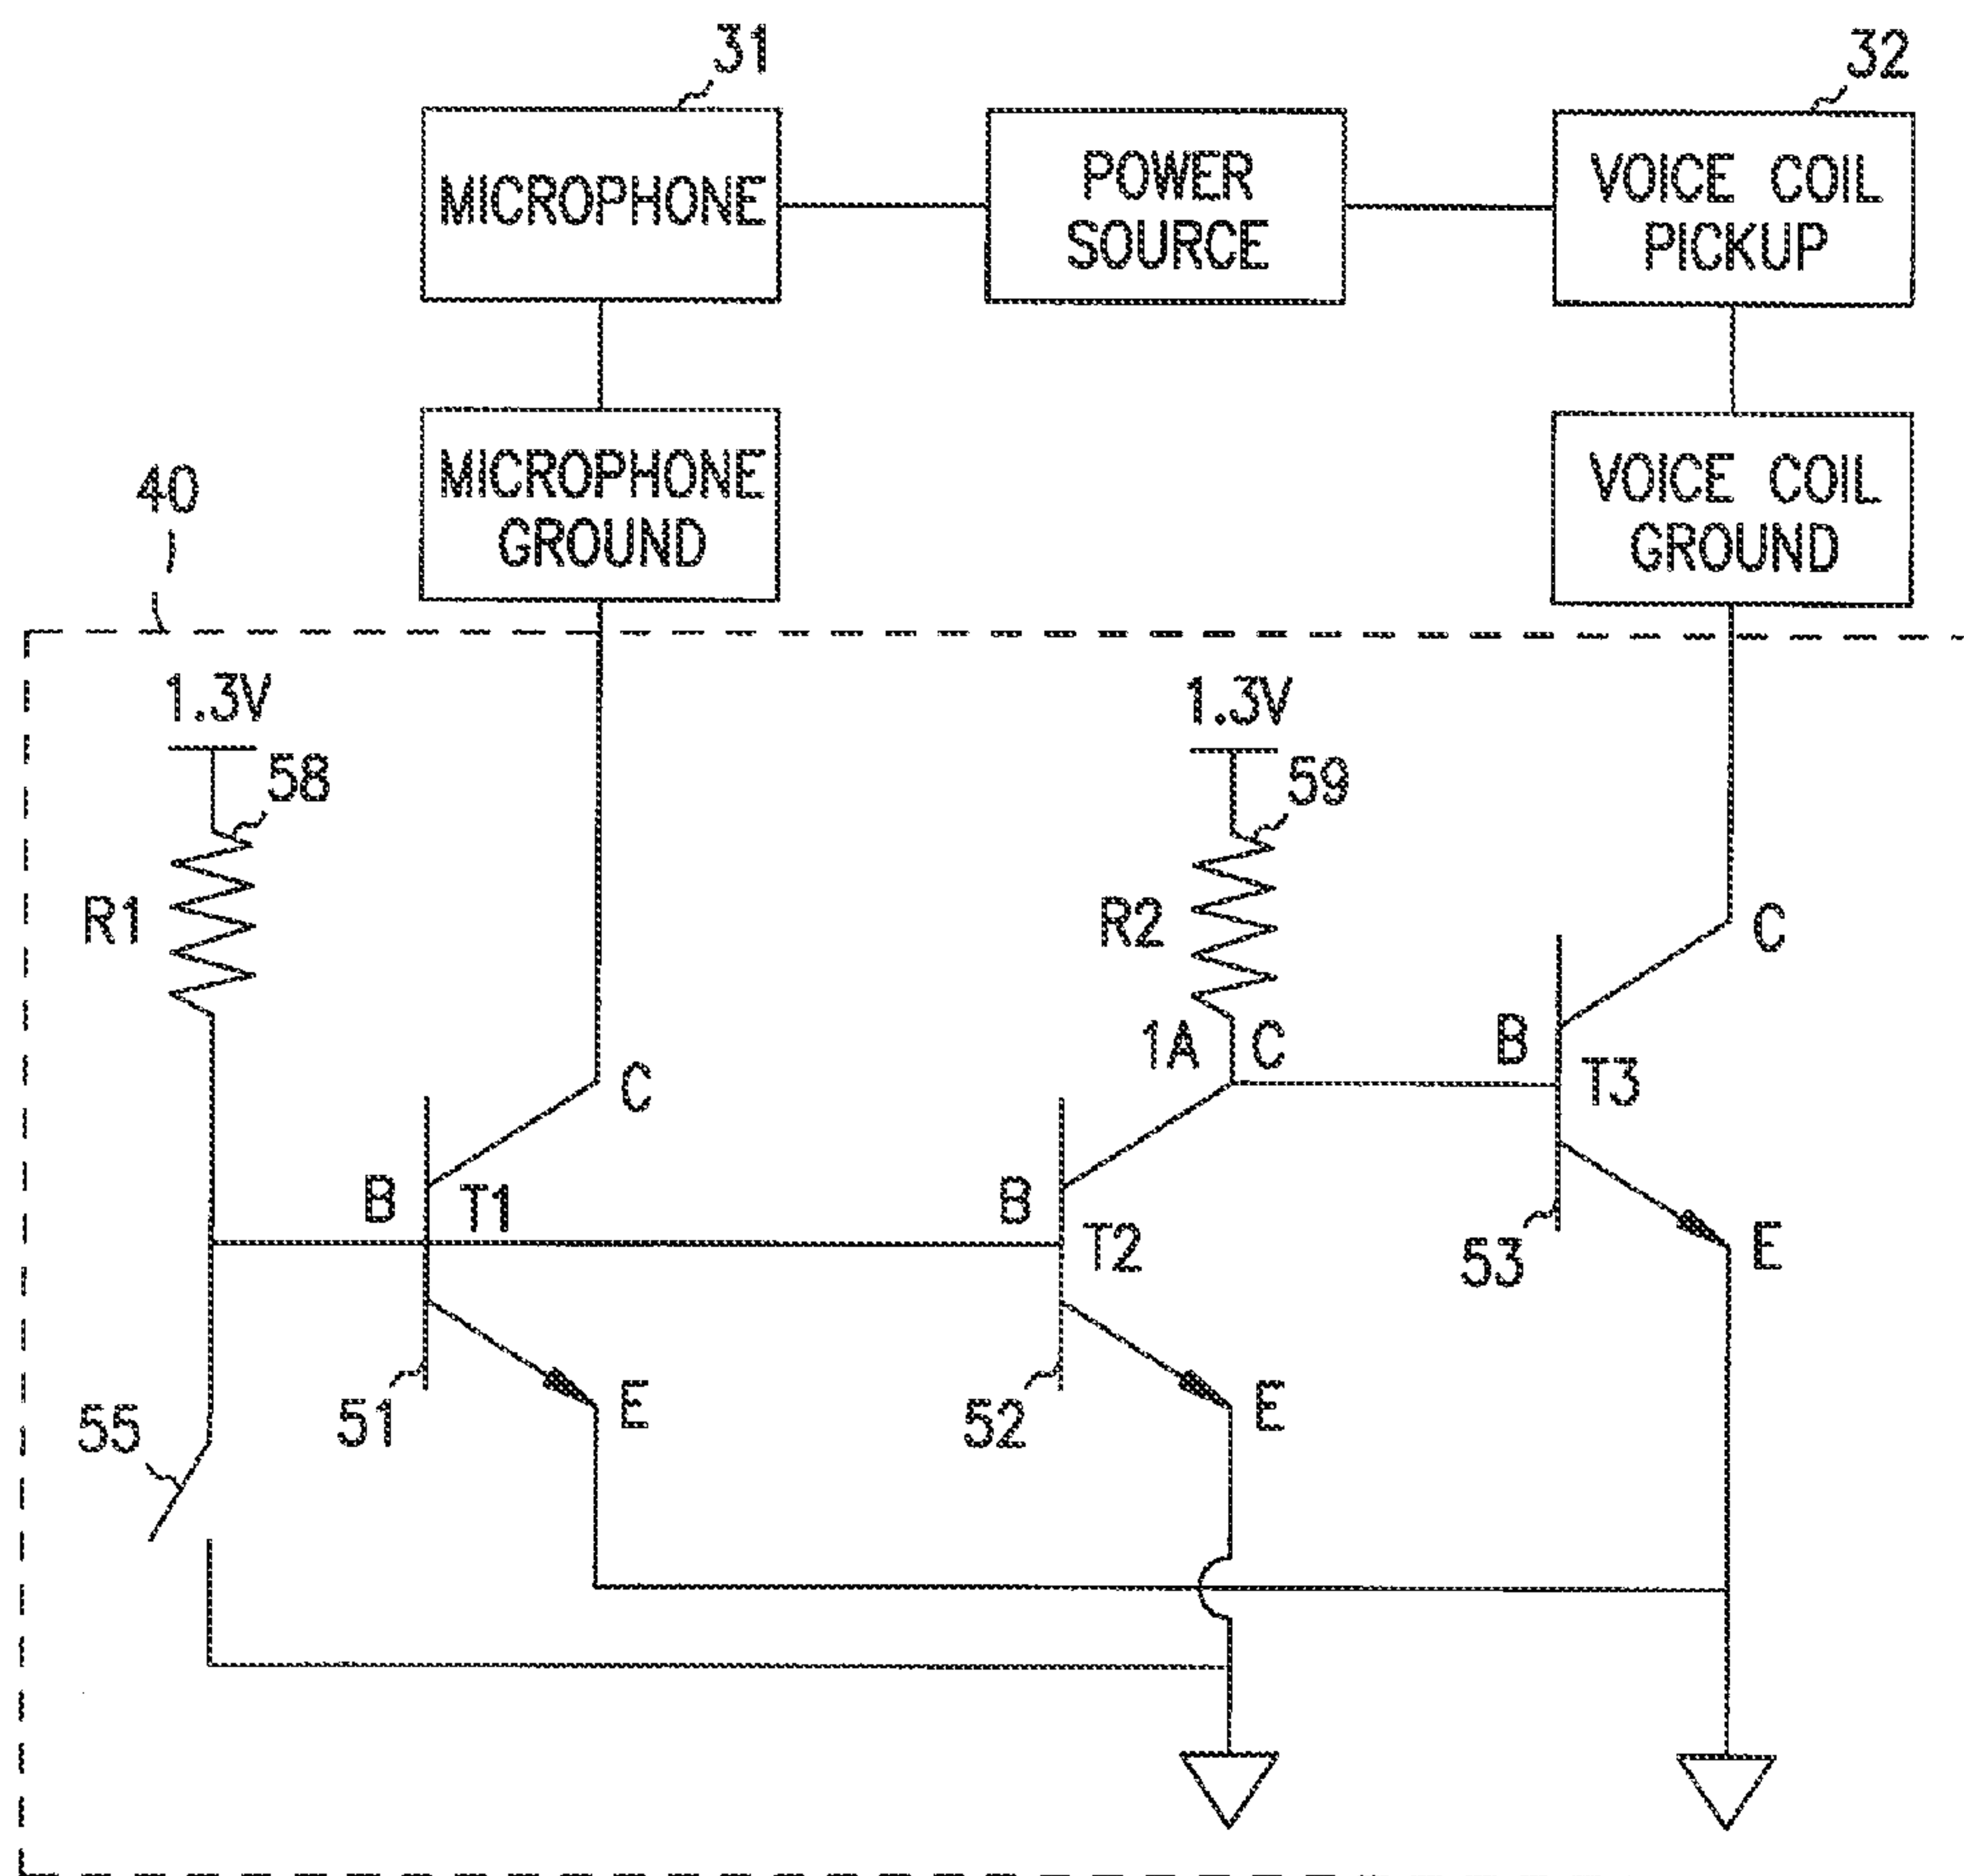 31
32
MICROPHONE
POWER
SOURCE
VOICE COIL
PICKUP
MICROPHONE
GROUND
VOICE COIL
GROUND
40
1.3V
1.3V
58
59
R1
R2
C
1A
C
B
T3
C
B
T1
B
T2
53
E
55
51
E
52
E